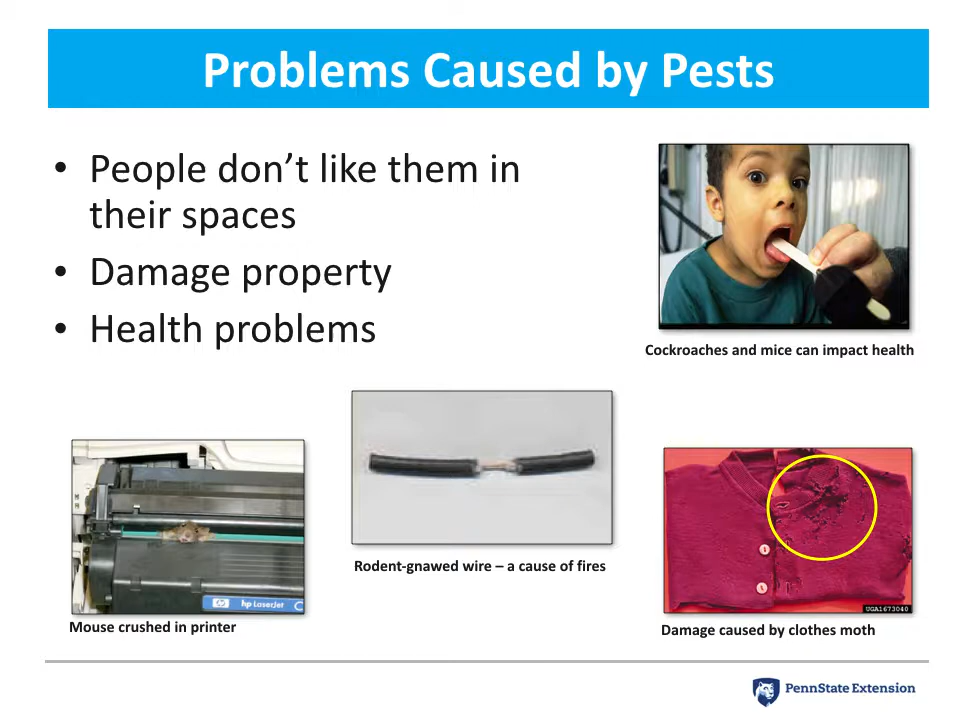 Problems Caused by Pests
• People don’t like them in
their spaces
• Damage property
• Health problems
Cockroaches and mice can impact health
Rodent-gnawed wire – a cause of fires
hp LaserJet
Mouse crushed in printer
UGA1673040
Damage caused by clothes moth
PennState Extension